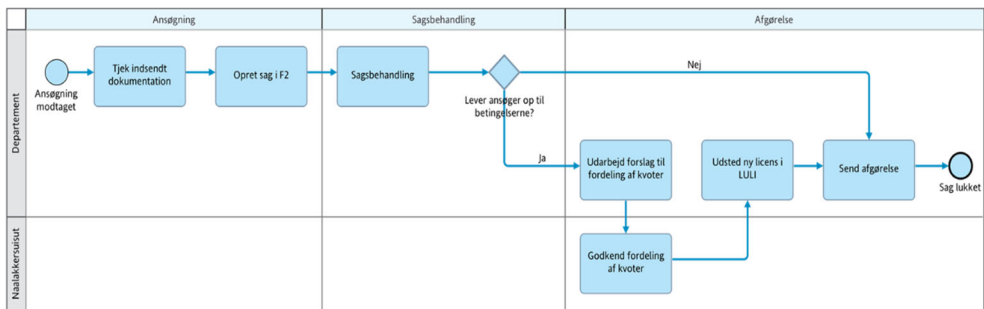 Ansøgning
Sagsbehandling
Afgørelse
Departement
Ansøgning
modtaget
Tjek indsendt
dokumentation
Opret sag i F2
Sagsbehandling
Lever ansøger op til
betingelserne?
Nej
Ja
Udarbejd forslag til
fordeling af kvoter
Udsted ny licens i
LULI
Send afgørelse
Sag lukket
Naalakkersuisut
Godkend fordeling
af kvoter